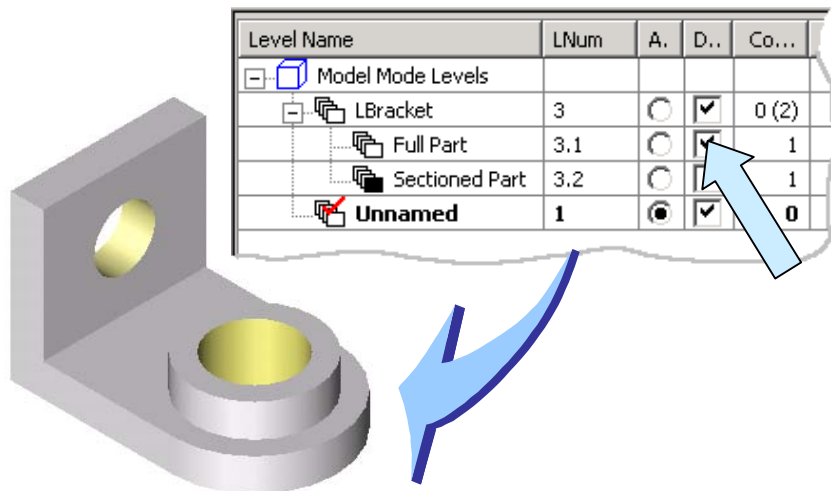 Level Name LNum A. D.. Co...
Model Mode Levels
LBracket 3 0 (2)
Full Part 3.1 1
Sectioned Part 3.2 1
Unnamed 1 0